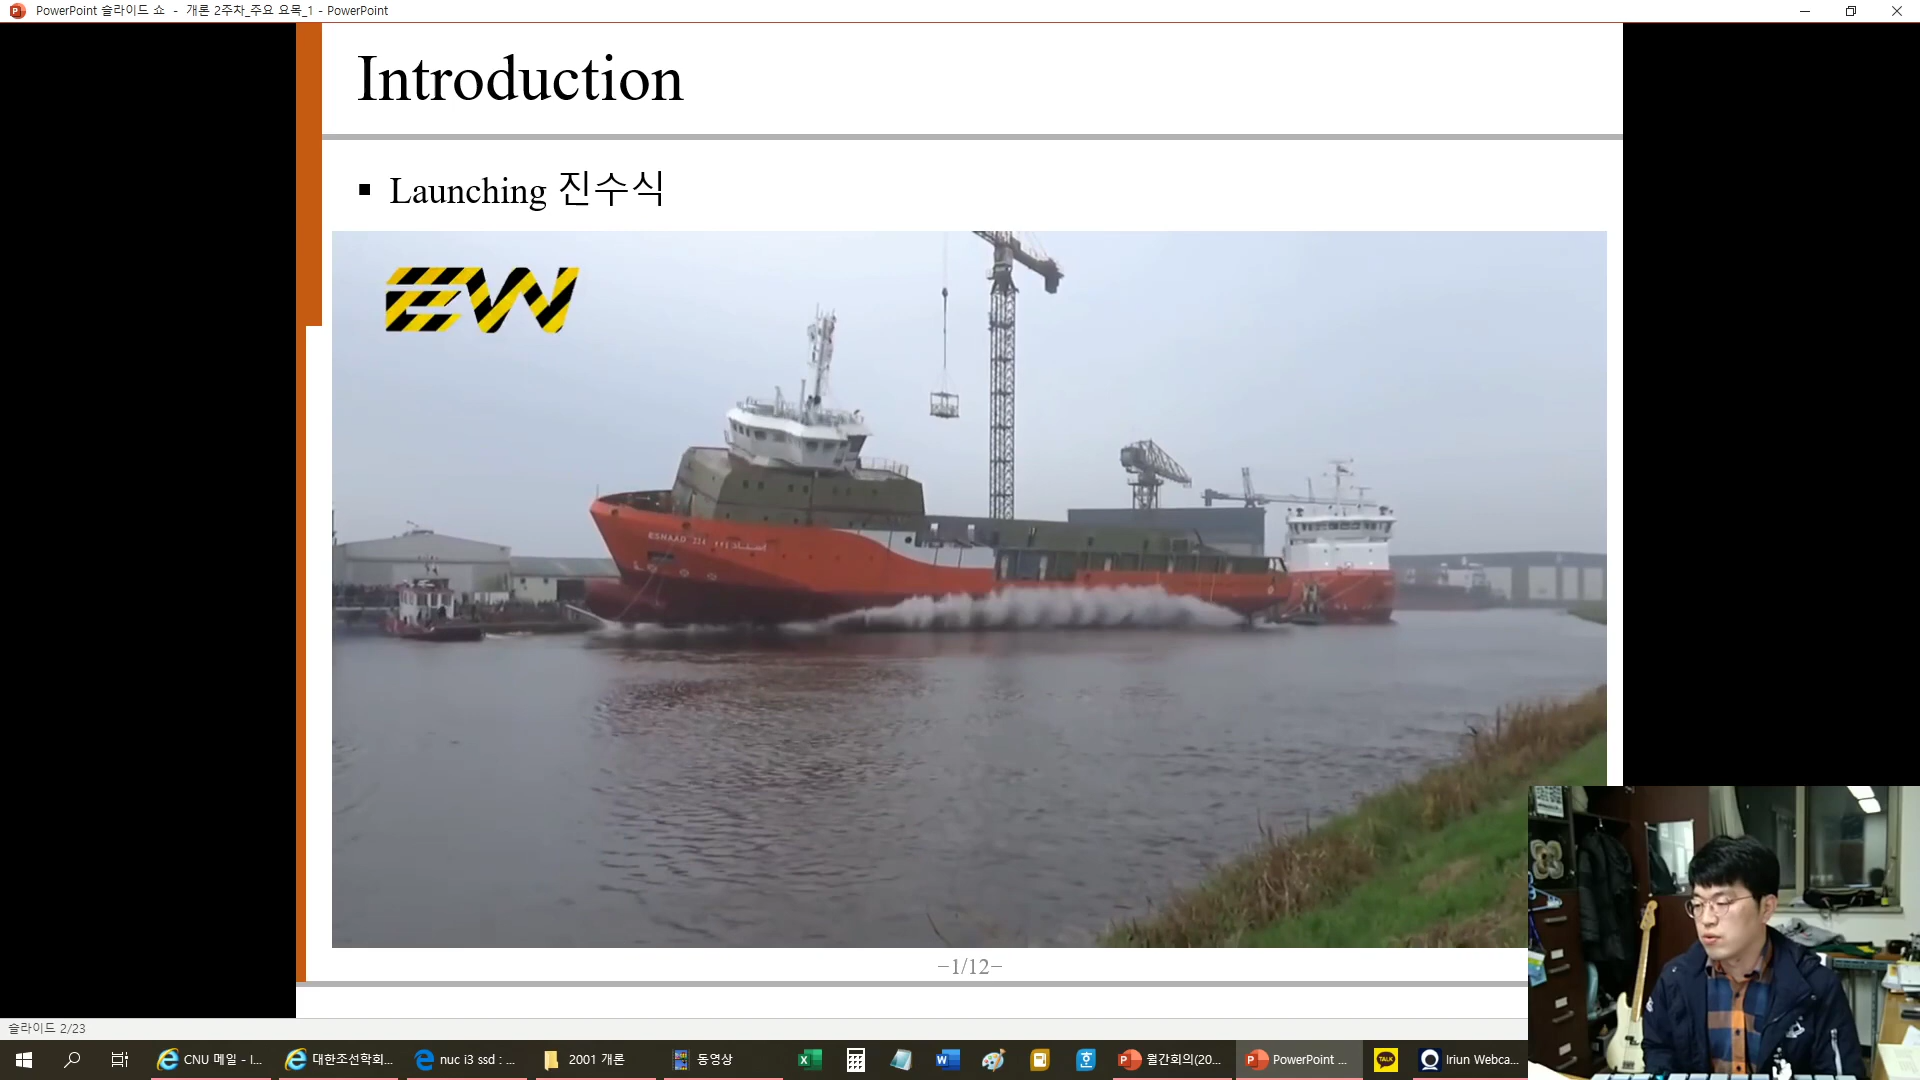 PowerPoint 슬라이드 쇼 - 개론 2주차_주요 요목_1 - PowerPoint
Introduction
▪ Launching 진수식
EW
ESHAAD 224
−1/12−
슬라이드 2/23
CNU 메일 - I...
대한조선학회...
nuc i3 ssd : ...
2001 개론
동영상
월간회의(20...
PowerPoint ...
TALK
Iriun Webca...